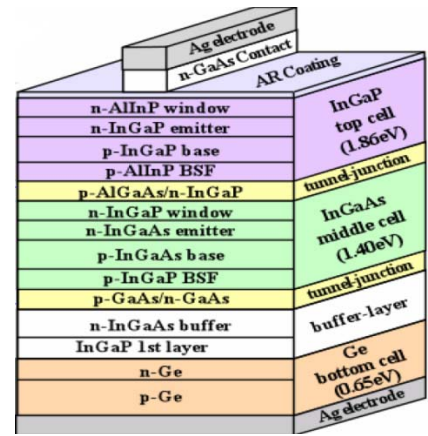 Ag electrode
n-GaAs Contact
AR Coating
n-AlInP window
n-InGaP emitter
p-InGaP base
p-AlInP BSF
p-AlGaAs/n-InGaP
n-InGaP window
n-InGaAs emitter
p-InGaAs base
p-InGaP BSF
p-GaAs/n-GaAs
n-InGaAs buffer
InGaP 1st layer
n-Ge
p-Ge
InGaP
top cell
(1.86eV)
tunnel-junction
InGaAs
middle cell
(1.40eV)
tunnel-junction
buffer-layer
Ge
bottom cell
(0.65eV)
Ag electrode